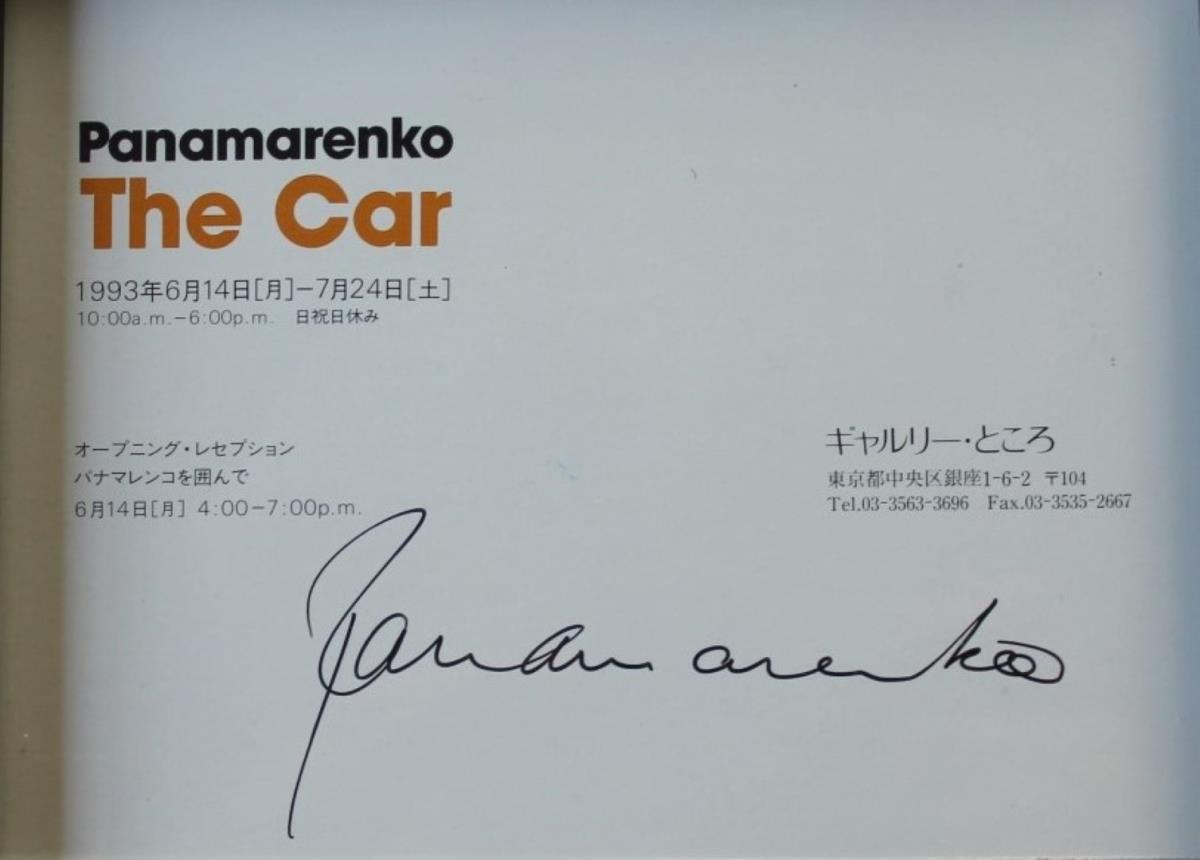 Panamarenko
The Car
1993年6月14日[月]−7月24日[土]
10:00a.m.−6:00p.m. 日祝日休み
オープニング・レセプション
パナマレンコを囲んで
6月14日[月] 4:00−7:00p.m.
ギャルリー・ところ
東京都中央区銀座1-6-2 〒104
Tel.03-3563-3696 Fax.03-3535-2667
Panamarenko